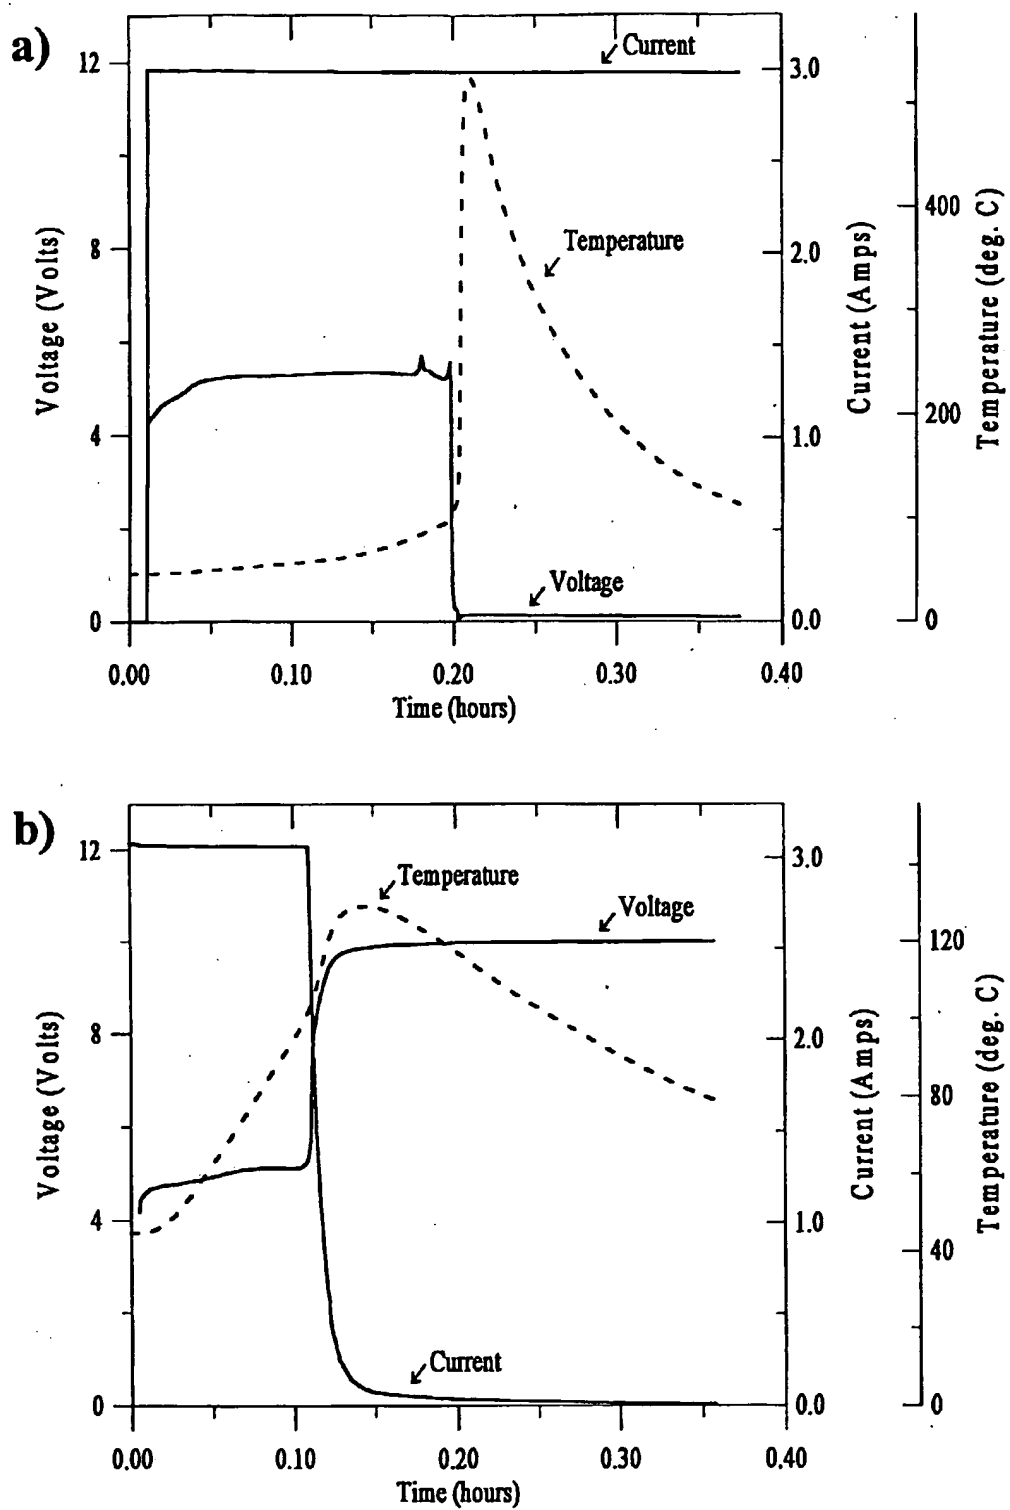 a)
Current
12
3.0
400
Temperature
8
2.0
Voltage (Volts)
Current (Amps)
Temperature (deg. C)
200
4
1.0
Voltage
0
0.0
0
0.00 0.10 0.20 0.30 0.40
Time (hours)
b)
12
3.0
Temperature
Voltage
120
8
2.0
Voltage (Volts)
Current (Amps)
Temperature (deg. C)
80
4
1.0
40
Current
0
0.0
0
0.00 0.10 0.20 0.30 0.40
Time (hours)